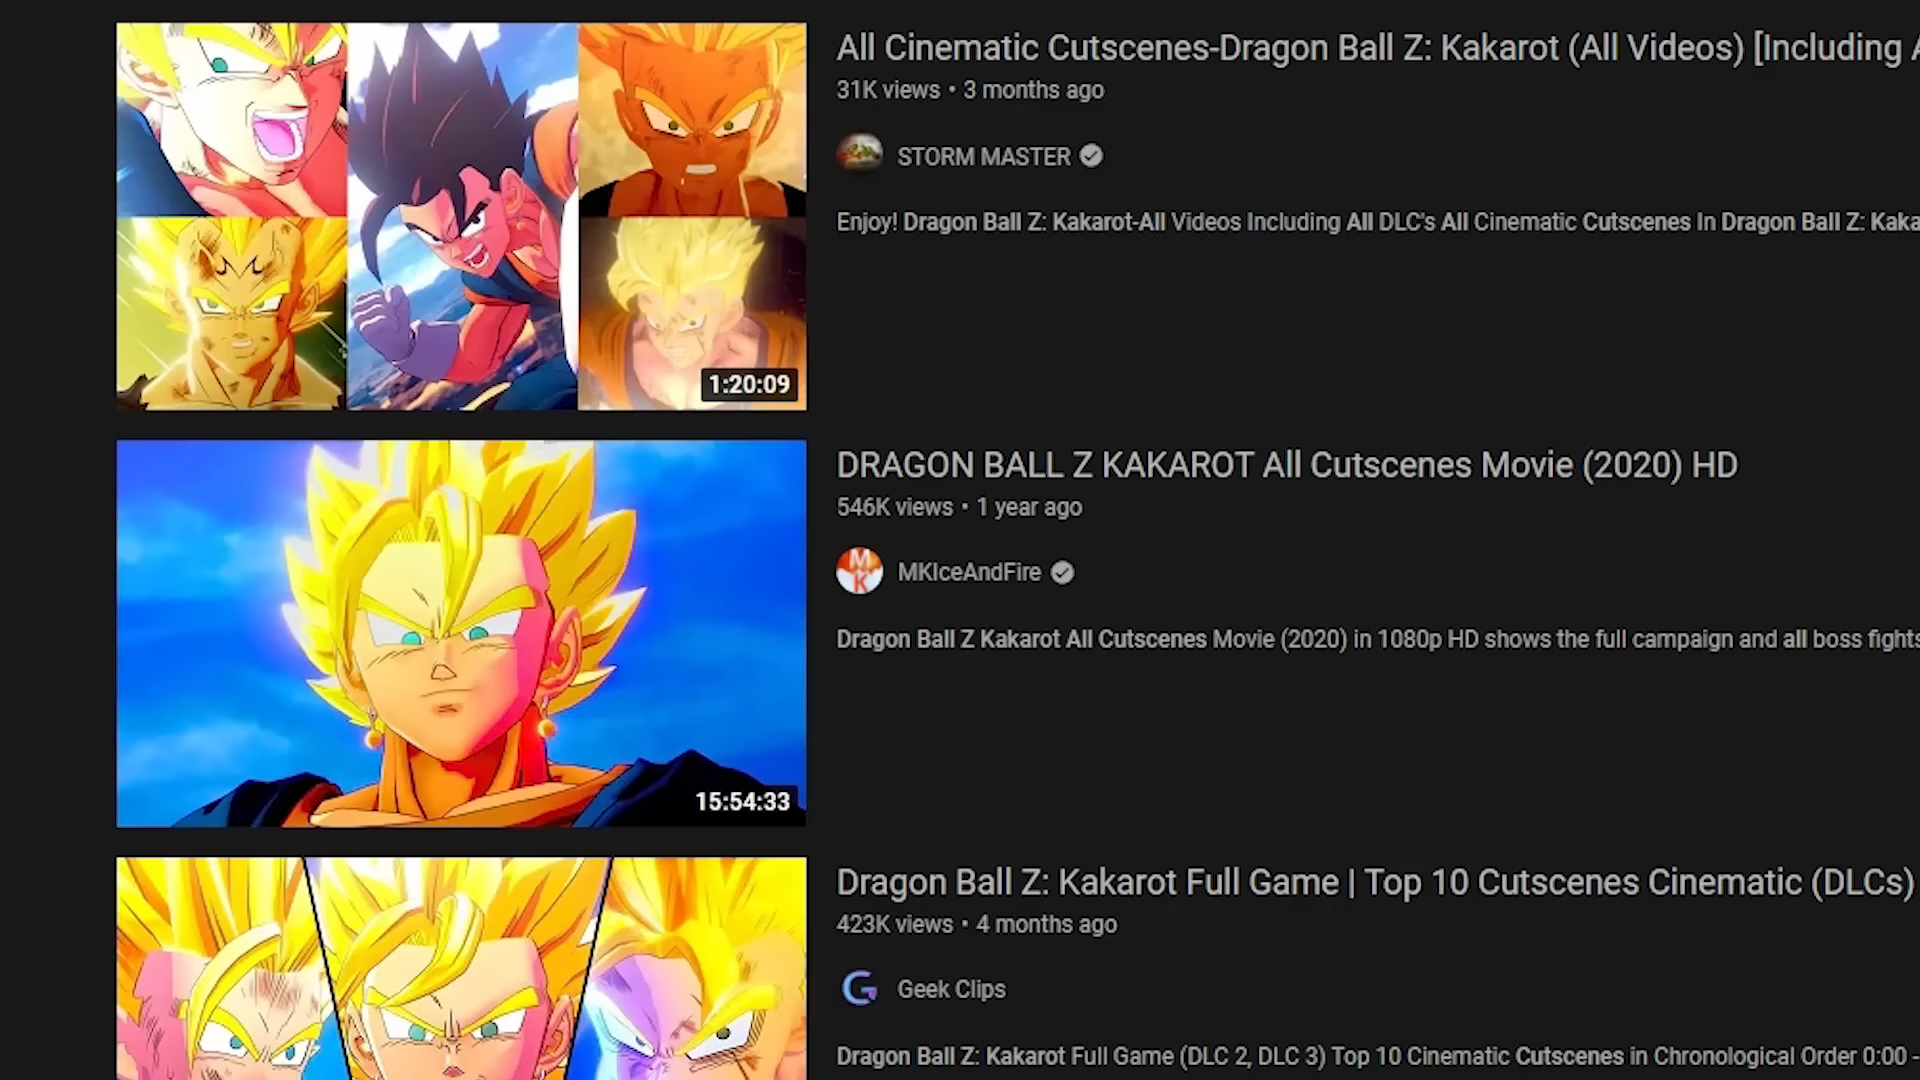 All Cinematic Cutscenes-Dragon Ball Z: Kakarot (All Videos) [Including
31K views • 3 months ago
STORM MASTER
Enjoy! Dragon Ball Z: Kakarot-All Videos Including All DLC's All Cinematic Cutscenes In Dragon Ball Z: Kaka
1:20:09
DRAGON BALL Z KAKAROT All Cutscenes Movie (2020) HD
546K views • 1 year ago
MK
MKIceAndFire
Dragon Ball Z Kakarot All Cutscenes Movie (2020) in 1080p HD shows the full campaign and all boss fights
15:54:33
Dragon Ball Z: Kakarot Full Game | Top 10 Cutscenes Cinematic (DLCs)
423K views • 4 months ago
Geek Clips
Dragon Ball Z: Kakarot Full Game (DLC 2, DLC 3) Top 10 Cinematic Cutscenes in Chronological Order 0:00 -